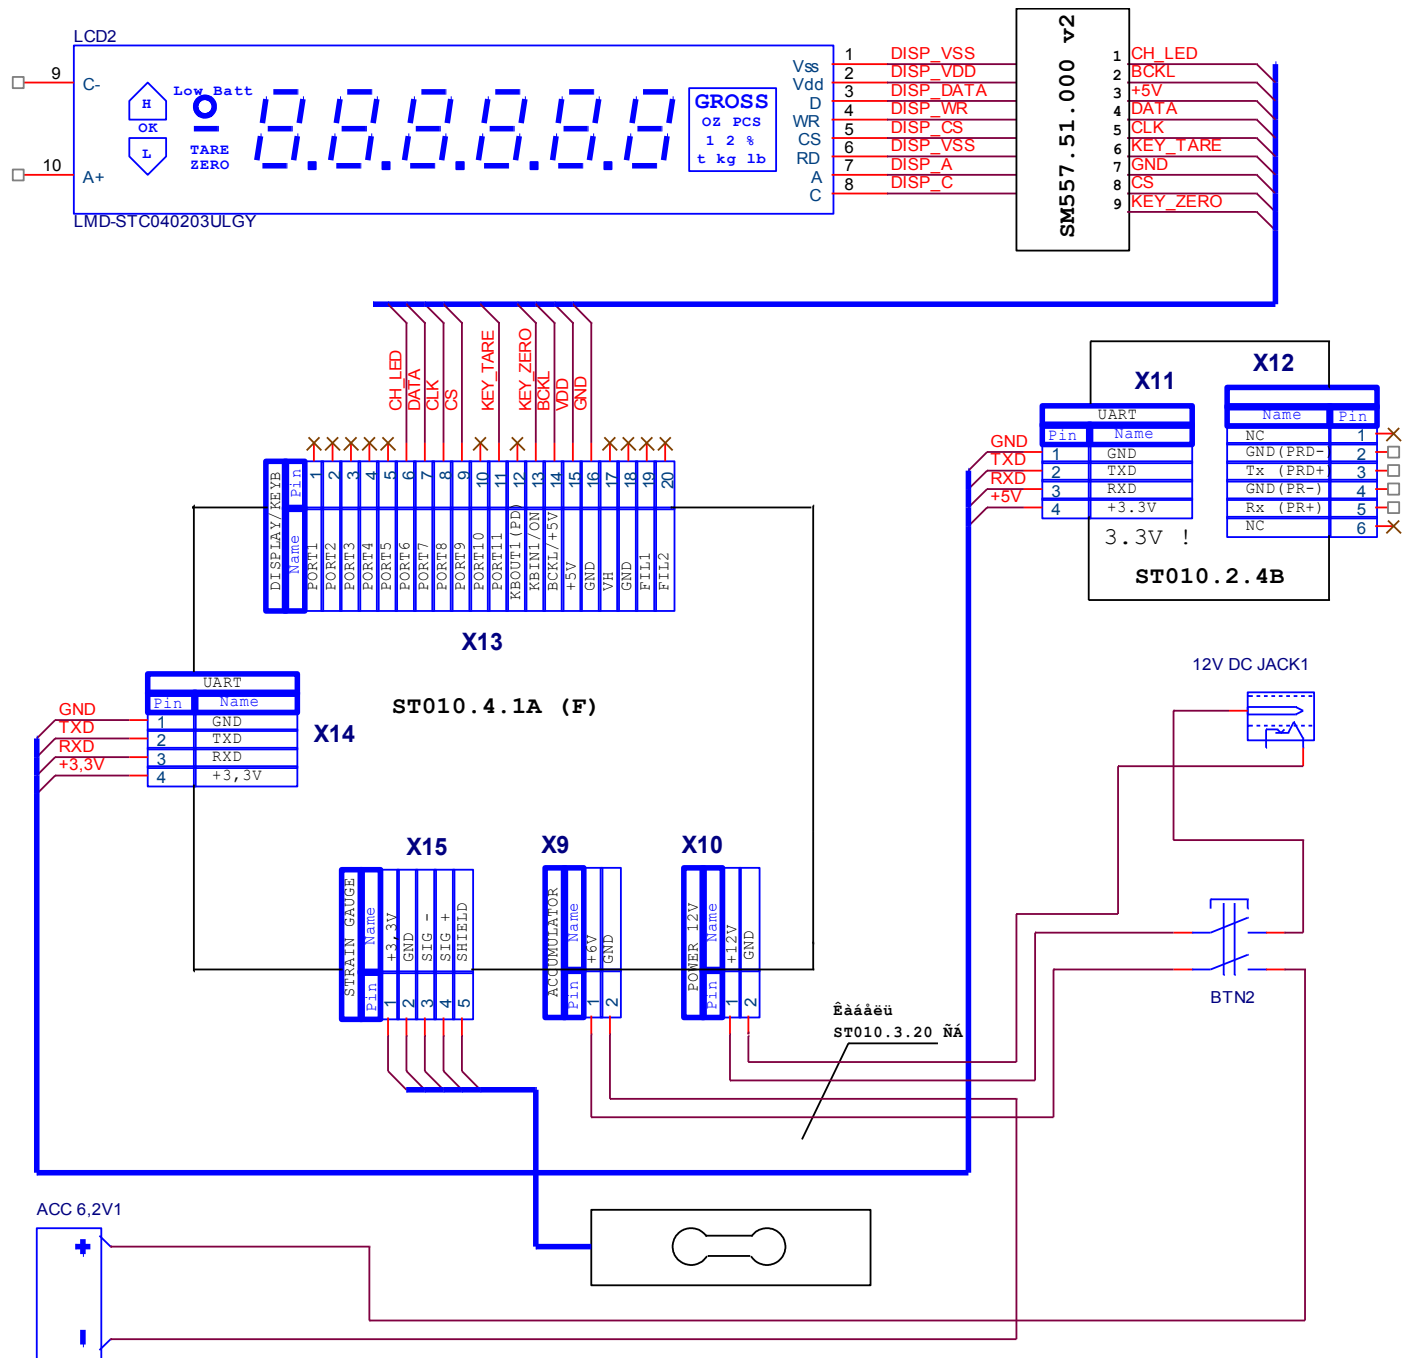 LCD2
9 C-
10 A+
H
OK
L
Low Batt
TARE
ZERO
8.8.8.8.8.8
GROSS
OZ PCS
1 2 %
t kg lb
Vss 1 DISP_VSS
Vdd 2 DISP_VDD
D 3 DISP_DATA
WR 4 DISP_WR
CS 5 DISP_CS
RD 6 DISP_VSS
A 7 DISP_A
C 8 DISP_C
LMD-STC040203ULGY
SM557.51.000 v2
1 CH_LED
2 BCKL
3 +5V
4 DATA
5 CLK
6 KEY_TARE
7 GND
8 CS
9 KEY_ZERO
CH_LED
DATA
CLK
CS
KEY_TARE
KEY_ZERO
BCKL
VDD
GND
DISPLAY/KEYB
Pin Name
1 PORT1
2 PORT2
3 PORT3
4 PORT4
5 PORT5
6 PORT6
7 PORT7
8 PORT8
9 PORT9
10 PORT10
11 PORT11
12 KBOUT1(PD)
13 KBIN1/ON
14 BCKL/+5V
15 +5V
16 GND
17 VH
18 GND
19 FIL1
20 FIL2
X13
ST010.4.1A (F)
X11
UART
Pin Name
GND 1 GND
TXD 2 TXD
RXD 3 RXD
+5V 4 +3.3V
3.3V !
X12
Name Pin
NC 1
GND(PRD- 2
Tx (PRD+ 3
GND(PR-) 4
Rx (PR+) 5
NC 6
ST010.2.4B
UART
Pin Name
GND 1 GND
TXD 2 TXD
RXD 3 RXD
+3,3V 4 +3,3V
X14
12V DC JACK1
X15
STRAIN GAUGE
Pin Name
1 +3,3V
2 GND
3 SIG -
4 SIG +
5 SHIELD
X9
ACCUMULATOR
Pin Name
1 +6V
2 GND
X10
POWER 12V
Pin Name
1 +12V
2 GND
BTN2
Êàáåëü
ST010.3.20 ÑÁ
ACC 6,2V1
+
-